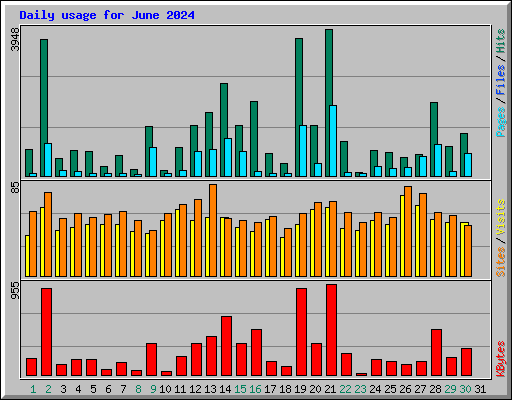 Daily usage for June 2024
3948
Pages / Files / Hits
85
Sites / Visits
955
KBytes
1 2 3 4 5 6 7 8 9 10 11 12 13 14 15 16 17 18 19 20 21 22 23 24 25 26 27 28 29 30 31